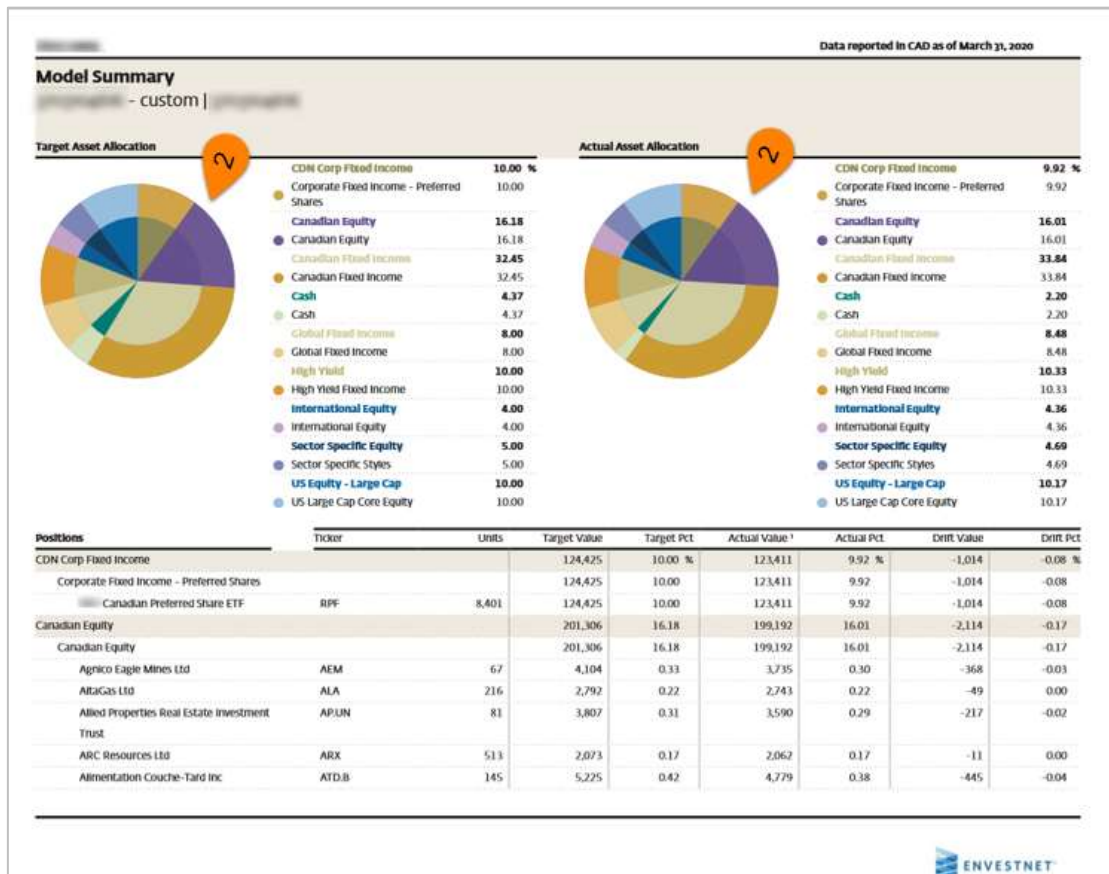 Data reported in CAD as of March 31, 2020
Model Summary
- custom |
Target Asset Allocation
2
CDN Corp Fixed Income 10.00 %
Corporate Fixed Income - Preferred 10.00
Shares
Canadian Equity 16.18
Canadian Equity 16.18
Canadian Fixed Income 32.45
Canadian Fixed Income 32.45
Cash 4.37
Cash 4.37
Global Fixed Income 8.00
Global Fixed Income 8.00
High Yield 10.00
High Yield Fixed Income 10.00
International Equity 4.00
International Equity 4.00
Sector Specific Equity 5.00
Sector Specific Styles 5.00
US Equity - Large Cap 10.00
US Large Cap Core Equity 10.00
Actual Asset Allocation
2
CDN Corp Fixed Income 9.92 %
Corporate Fixed Income - Preferred 9.92
Shares
Canadian Equity 16.01
Canadian Equity 16.01
Canadian Fixed Income 33.84
Canadian Fixed Income 33.84
Cash 2.20
Cash 2.20
Global Fixed Income 8.48
Global Fixed Income 8.48
High Yield 10.33
High Yield Fixed Income 10.33
International Equity 4.36
International Equity 4.36
Sector Specific Equity 4.69
Sector Specific Styles 4.69
US Equity - Large Cap 10.17
US Large Cap Core Equity 10.17
Positions Ticker Units Target Value Target Pct Actual Value ¹ Actual Pct Drift Value Drift Pct
CDN Corp Fixed Income 124,425 10.00 % 123,411 9.92 % -1,014 -0.08 %
Corporate Fixed Income - Preferred Shares 124,425 10.00 123,411 9.92 -1,014 -0.08
Canadian Preferred Share ETF RPF 8,401 124,425 10.00 123,411 9.92 -1,014 -0.08
Canadian Equity 201,306 16.18 199,192 16.01 -2,114 -0.17
Canadian Equity 201,306 16.18 199,192 16.01 -2,114 -0.17
Agnico Eagle Mines Ltd AEM 67 4,104 0.33 3,735 0.30 -368 -0.03
AltaGas Ltd ALA 216 2,792 0.22 2,743 0.22 -49 0.00
Allied Properties Real Estate Investment AP.UN 81 3,807 0.31 3,590 0.29 -217 -0.02
Trust
ARC Resources Ltd ARX 513 2,073 0.17 2,062 0.17 -11 0.00
Alimentation Couche-Tard Inc ATD.B 145 5,225 0.42 4,779 0.38 -445 -0.04
ENVESTNET